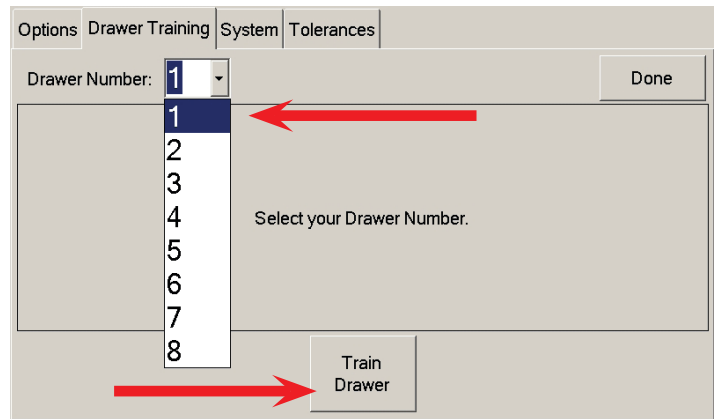 Options Drawer Training System Tolerances
Drawer Number: 1 Done
1
2
3
4
Select your Drawer Number.
5
6
7
8
Train
Drawer